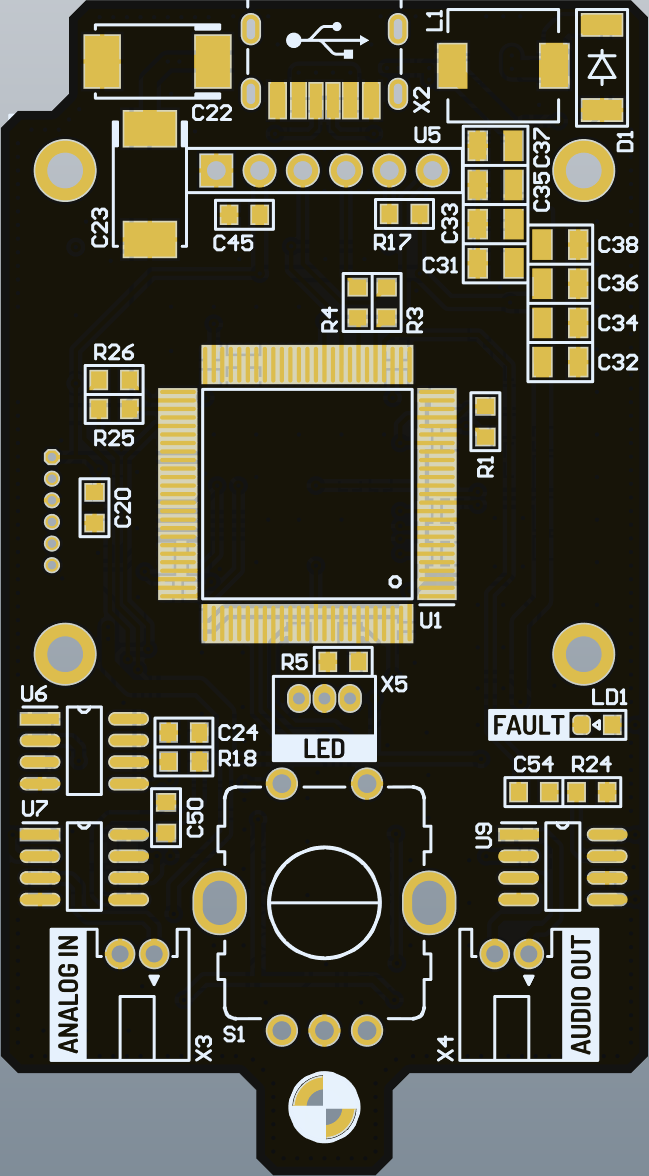 L1
X2
C22
D1
U5
C37
C35
C33
C31
C23
C45
R17
C38
C36
C34
C32
R4
R3
R26
R25
R1
C20
U1
R5
X5
LED
U6
C24
R18
LD1
FAULT
C54
R24
U7
C50
U9
ANALOG IN
X3
S1
X4
AUDIO OUT